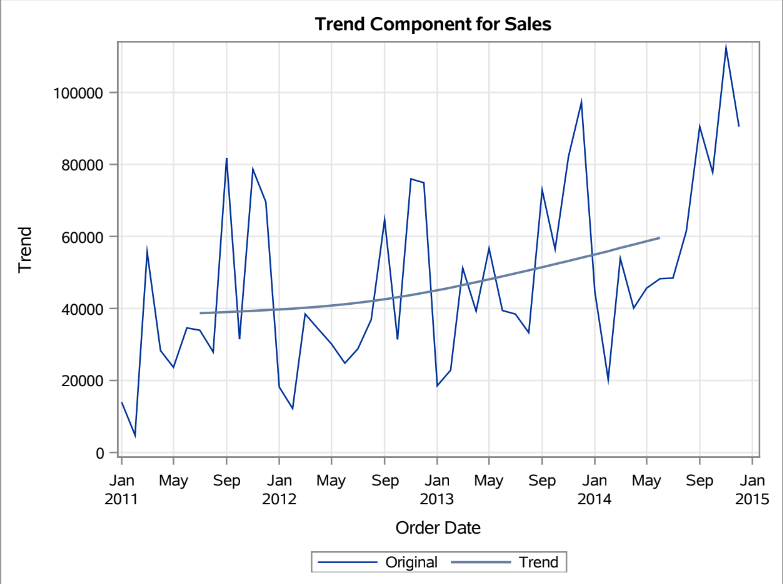 Trend Component for Sales
100000
80000
60000
40000
20000
0
Trend
Jan May Sep Jan May Sep Jan May Sep Jan May Sep Jan
2011 2012 2013 2014 2015
Order Date
Original Trend